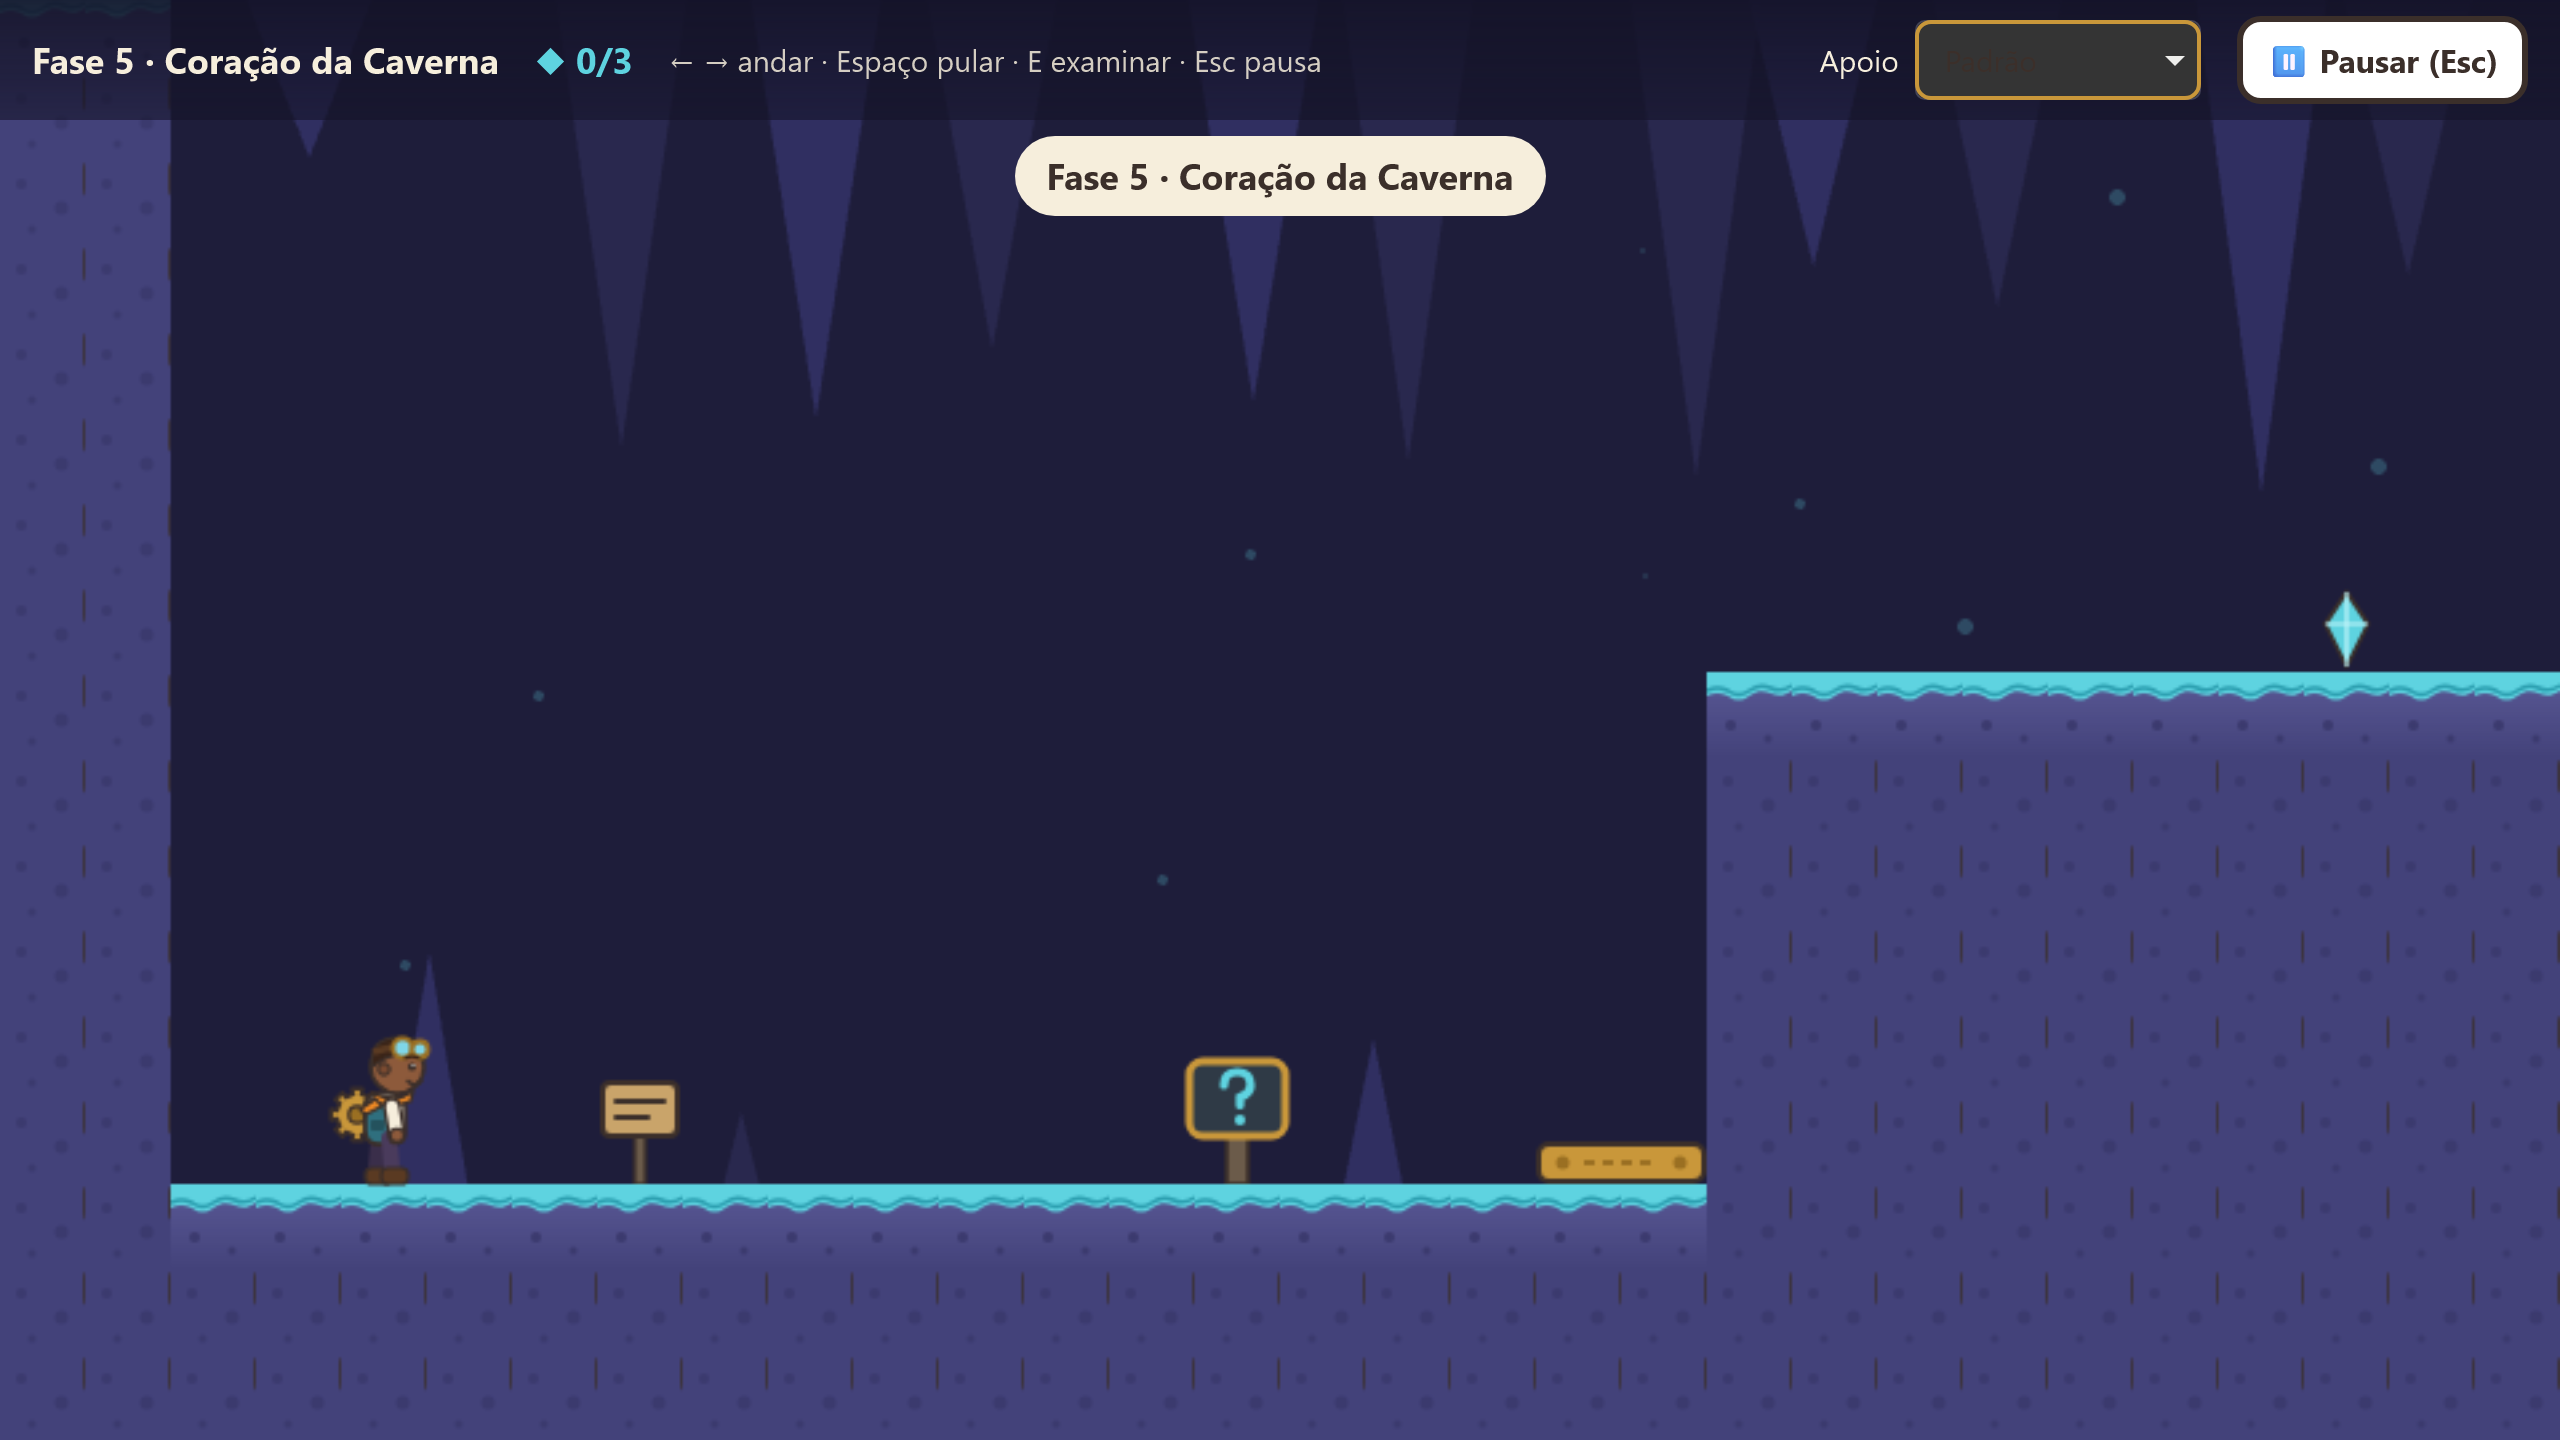 Fase 5 · Coração da Caverna ◆ 0/3 ← → andar · Espaço pular · E examinar · Esc pausa Apoio Pausar (Esc)
Fase 5 · Coração da Caverna
?